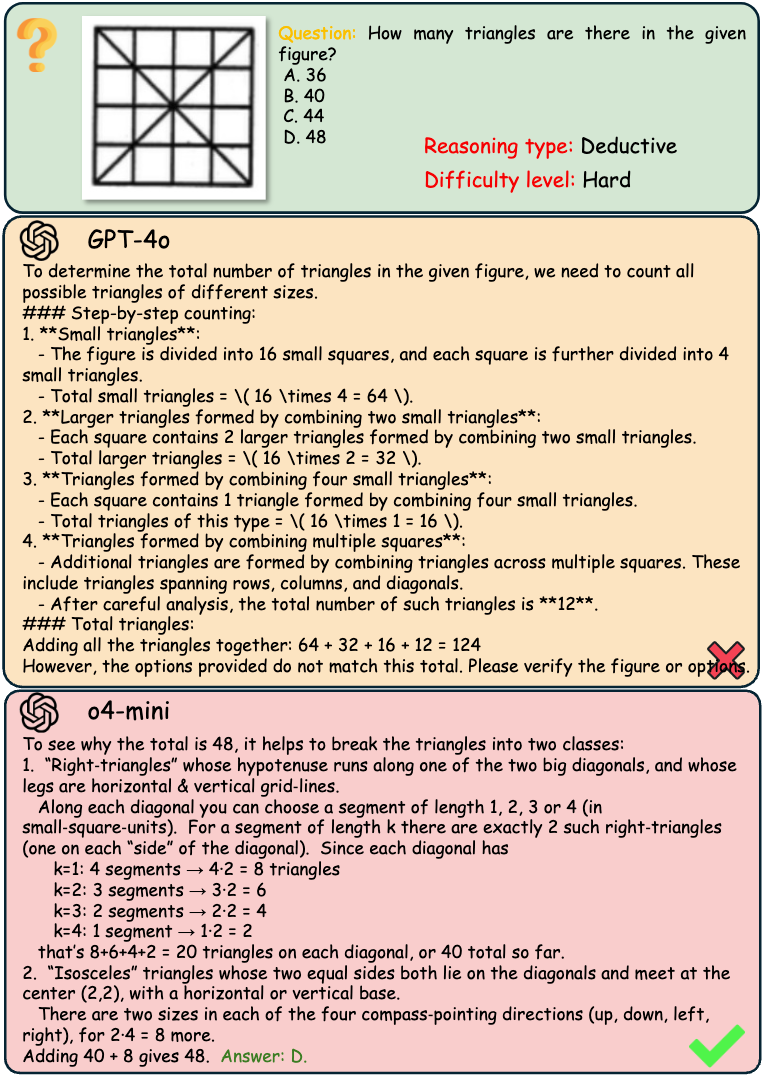 Question: How many triangles are there in the given
figure?
A. 36
B. 40
C. 44
D. 48
Reasoning type: Deductive
Difficulty level: Hard
GPT-4o
To determine the total number of triangles in the given figure, we need to count all
possible triangles of different sizes.
### Step-by-step counting:
1. **Small triangles**:
- The figure is divided into 16 small squares, and each square is further divided into 4
small triangles.
- Total small triangles = \( 16 \times 4 = 64 \).
2. **Larger triangles formed by combining two small triangles**:
- Each square contains 2 larger triangles formed by combining two small triangles.
- Total larger triangles = \( 16 \times 2 = 32 \).
3. **Triangles formed by combining four small triangles**:
- Each square contains 1 triangle formed by combining four small triangles.
- Total triangles of this type = \( 16 \times 1 = 16 \).
4. **Triangles formed by combining multiple squares**:
- Additional triangles are formed by combining triangles across multiple squares. These
include triangles spanning rows, columns, and diagonals.
- After careful analysis, the total number of such triangles is **12**.
### Total triangles:
Adding all the triangles together: 64 + 32 + 16 + 12 = 124
However, the options provided do not match this total. Please verify the figure or options.
o4-mini
To see why the total is 48, it helps to break the triangles into two classes:
1. “Right-triangles” whose hypotenuse runs along one of the two big diagonals, and whose
legs are horizontal & vertical grid-lines.
Along each diagonal you can choose a segment of length 1, 2, 3 or 4 (in
small-square-units). For a segment of length k there are exactly 2 such right-triangles
(one on each “side” of the diagonal). Since each diagonal has
k=1: 4 segments → 4·2 = 8 triangles
k=2: 3 segments → 3·2 = 6
k=3: 2 segments → 2·2 = 4
k=4: 1 segment → 1·2 = 2
that’s 8+6+4+2 = 20 triangles on each diagonal, or 40 total so far.
2. “Isosceles” triangles whose two equal sides both lie on the diagonals and meet at the
center (2,2), with a horizontal or vertical base.
There are two sizes in each of the four compass-pointing directions (up, down, left,
right), for 2·4 = 8 more.
Adding 40 + 8 gives 48. Answer: D.